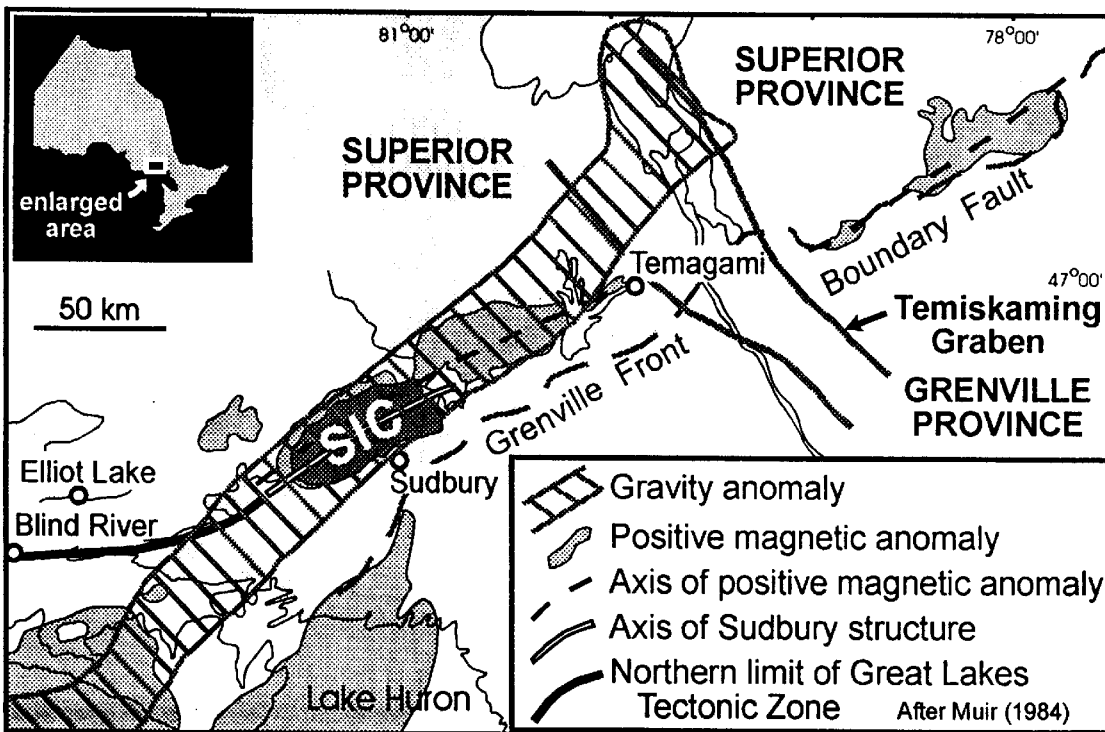 81°00'
78°00'
SUPERIOR
PROVINCE
SUPERIOR
PROVINCE
enlarged
area
50 km
Temagami
Boundary Fault
47°00'
Temiskaming
Graben
GRENVILLE
PROVINCE
Grenville Front
SIC
Sudbury
Elliot Lake
Blind River
Lake Huron
Gravity anomaly
Positive magnetic anomaly
Axis of positive magnetic anomaly
Axis of Sudbury structure
Northern limit of Great Lakes
Tectonic Zone
After Muir (1984)